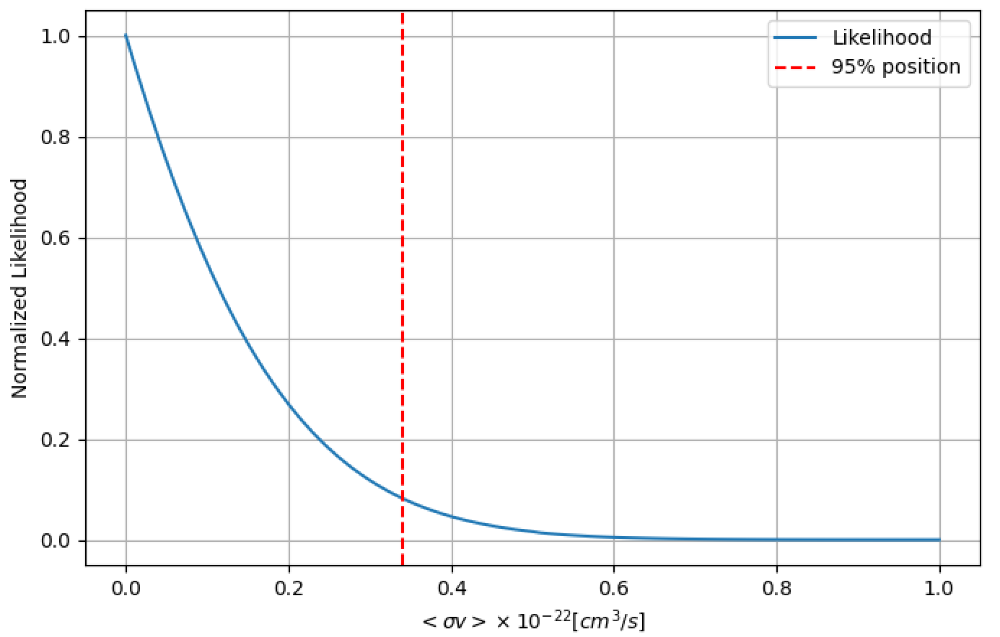 Likelihood
95% position
Normalized Likelihood
1.0
0.8
0.6
0.4
0.2
0.0
0.0 0.2 0.4 0.6 0.8 1.0
< σv > × 10⁻²²[cm³/s]